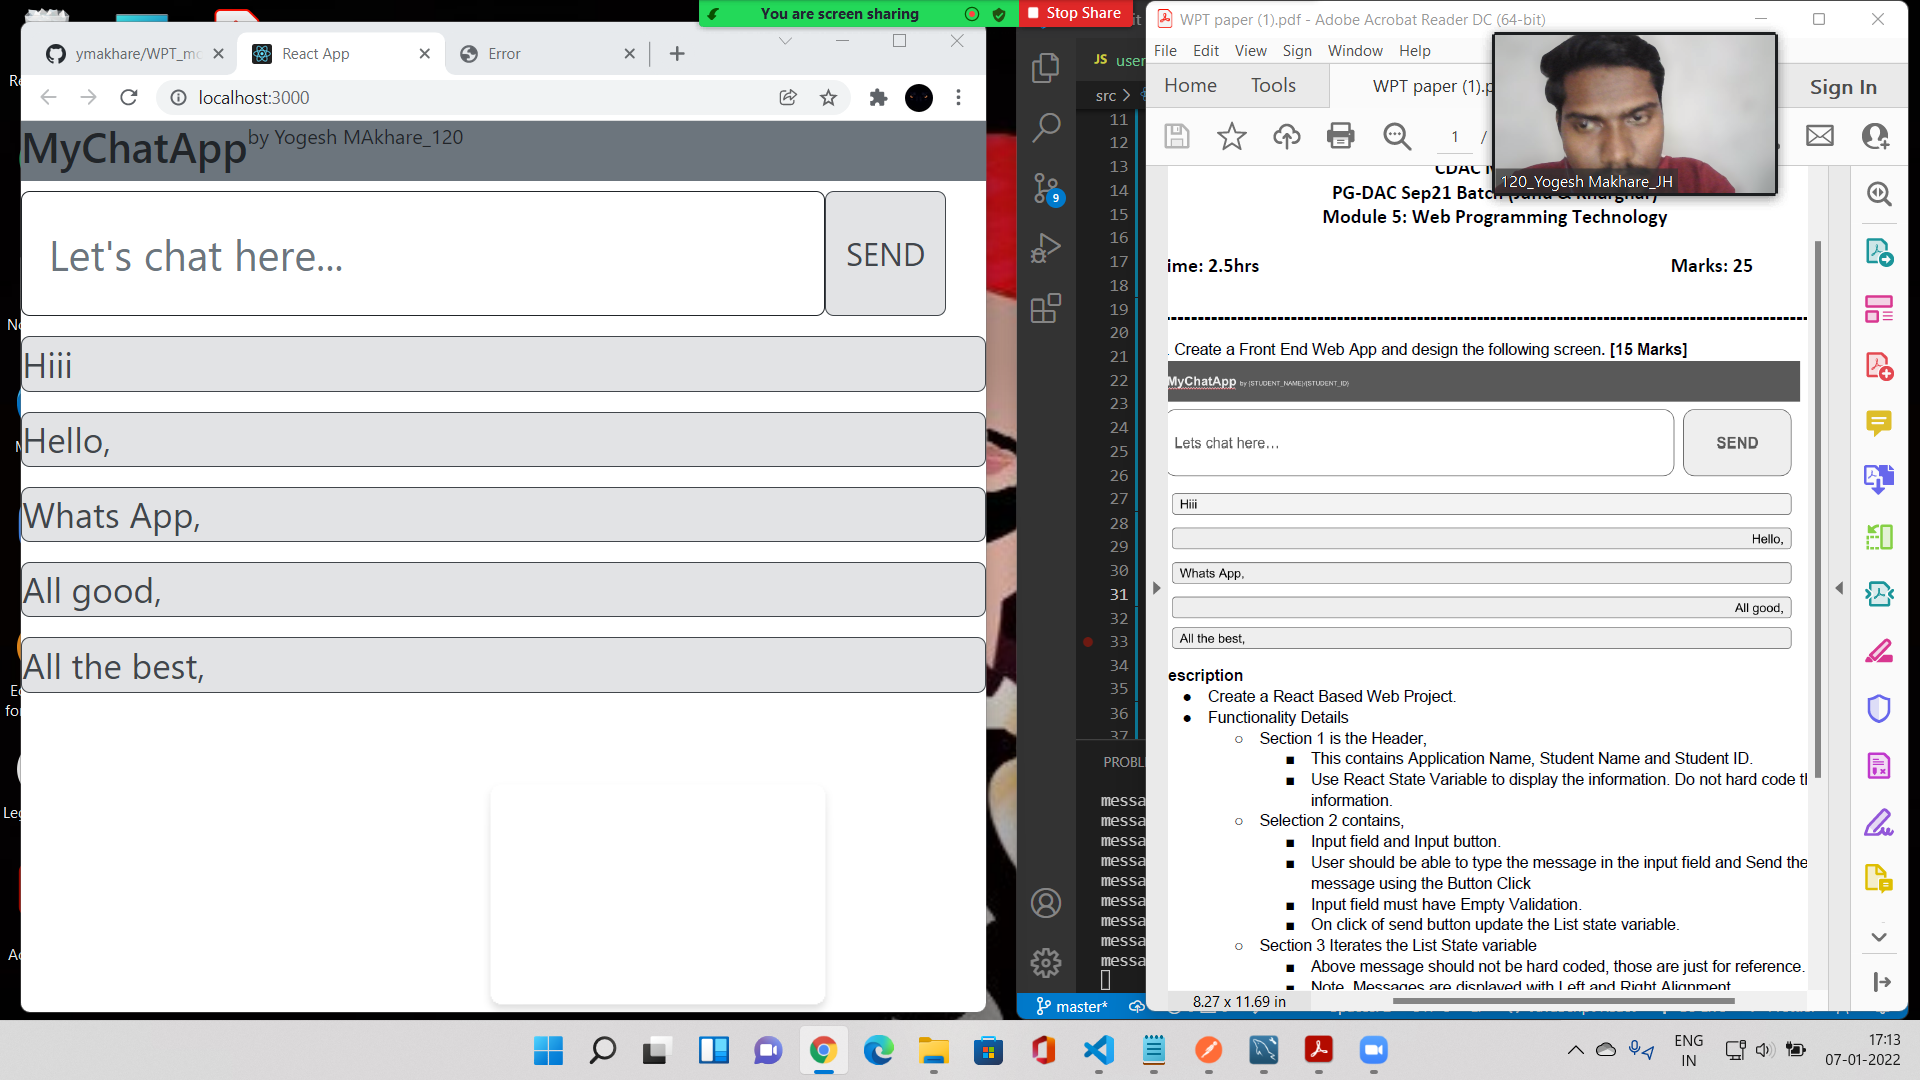 You are screen sharing
Stop Share
ymakhare/WPT_mo
React App
Error
localhost:3000
MyChatApp by Yogesh MAkhare_120
Let's chat here...
SEND
Hiii
Hello,
Whats App,
All good,
All the best,
JS user
src >
9
11
12
13
14
15
16
17
18
19
20
21
22
23
24
25
26
27
28
29
30
31
32
33
34
35
36
37
PROBL
messa
messa
messa
messa
messa
messa
messa
messa
messa
master*
WPT paper (1).pdf - Adobe Acrobat Reader DC (64-bit)
File Edit View Sign Window Help
Home Tools WPT paper (1).p
Sign In
1 /
120_Yogesh Makhare_JH
PG-DAC Sep21 Batch
Module 5: Web Programming Technology
ime: 2.5hrs Marks: 25
Create a Front End Web App and design the following screen. [15 Marks]
MyChatApp by {STUDENT_NAME}/{STUDENT_ID}
Lets chat here...
SEND
Hiii
Hello,
Whats App,
All good,
All the best,
escription
● Create a React Based Web Project.
● Functionality Details
○ Section 1 is the Header,
■ This contains Application Name, Student Name and Student ID.
■ Use React State Variable to display the information. Do not hard code t
information.
○ Selection 2 contains,
■ Input field and Input button.
■ User should be able to type the message in the input field and Send the
message using the Button Click
■ Input field must have Empty Validation.
■ On click of send button update the List state variable.
○ Section 3 Iterates the List State variable
■ Above message should not be hard coded, those are just for reference.
■ Note. Messages are displayed with Left and Right Alignment
8.27 x 11.69 in
ENG
IN
17:13
07-01-2022